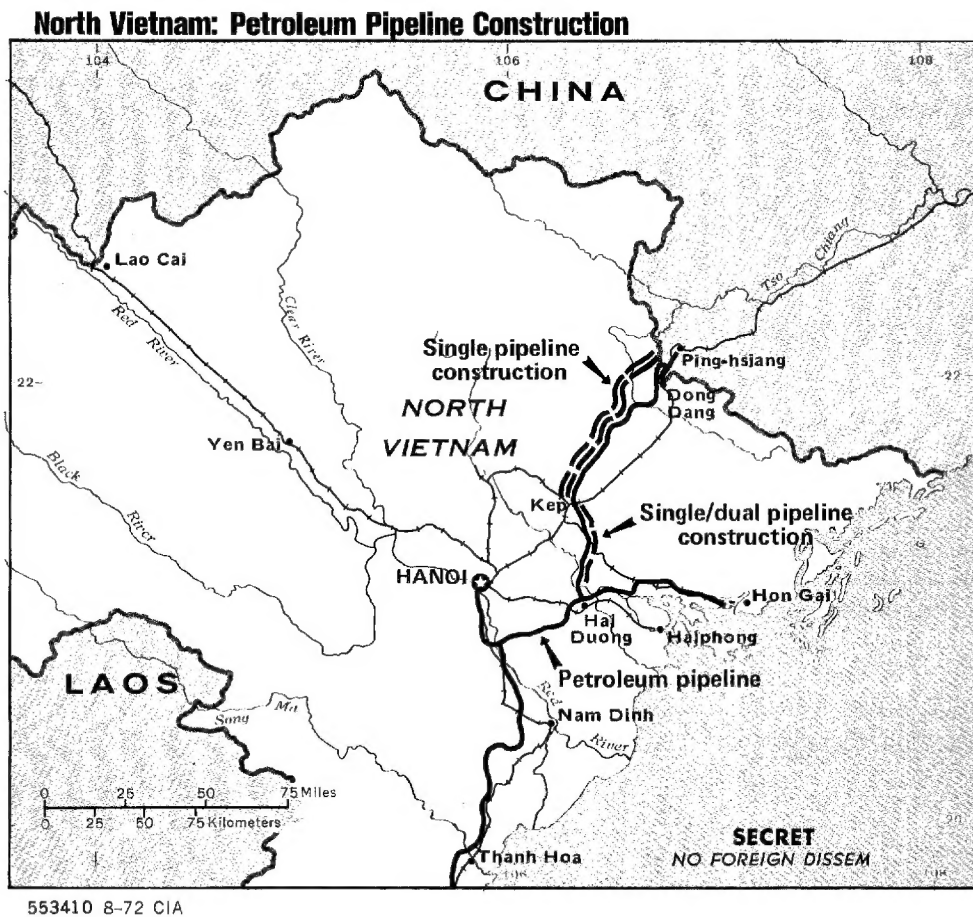 North Vietnam: Petroleum Pipeline Construction
104
106
108
CHINA
Lao Cai
Red
River
Clear River
Tso Chiang
Single pipeline
construction
Ping-hsiang
22
22
Dong
Dang
NORTH
VIETNAM
Yen Bai
Black
River
Kep
Single/dual pipeline
construction
HANOI
Hon Gai
Hai
Duong
Haiphong
LAOS
Petroleum pipeline
Song Ma
Red
River
Nam Dinh
0 25 50 75 Miles
0 25 50 75 Kilometers
20
SECRET
NO FOREIGN DISSEM
Thanh Hoa
106
108
553410 8-72 CIA